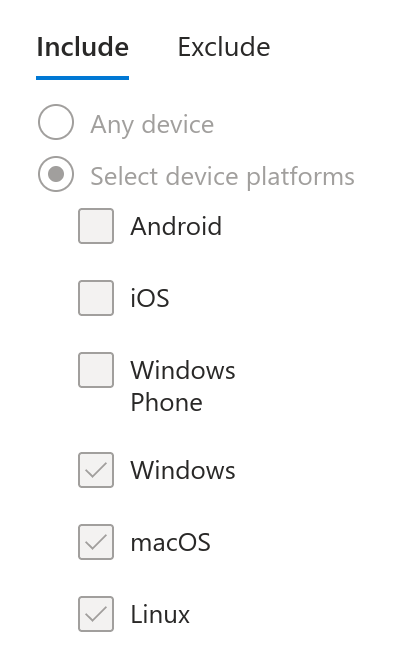 Include Exclude
Any device
Select device platforms
Android
iOS
Windows
Phone
Windows
macOS
Linux